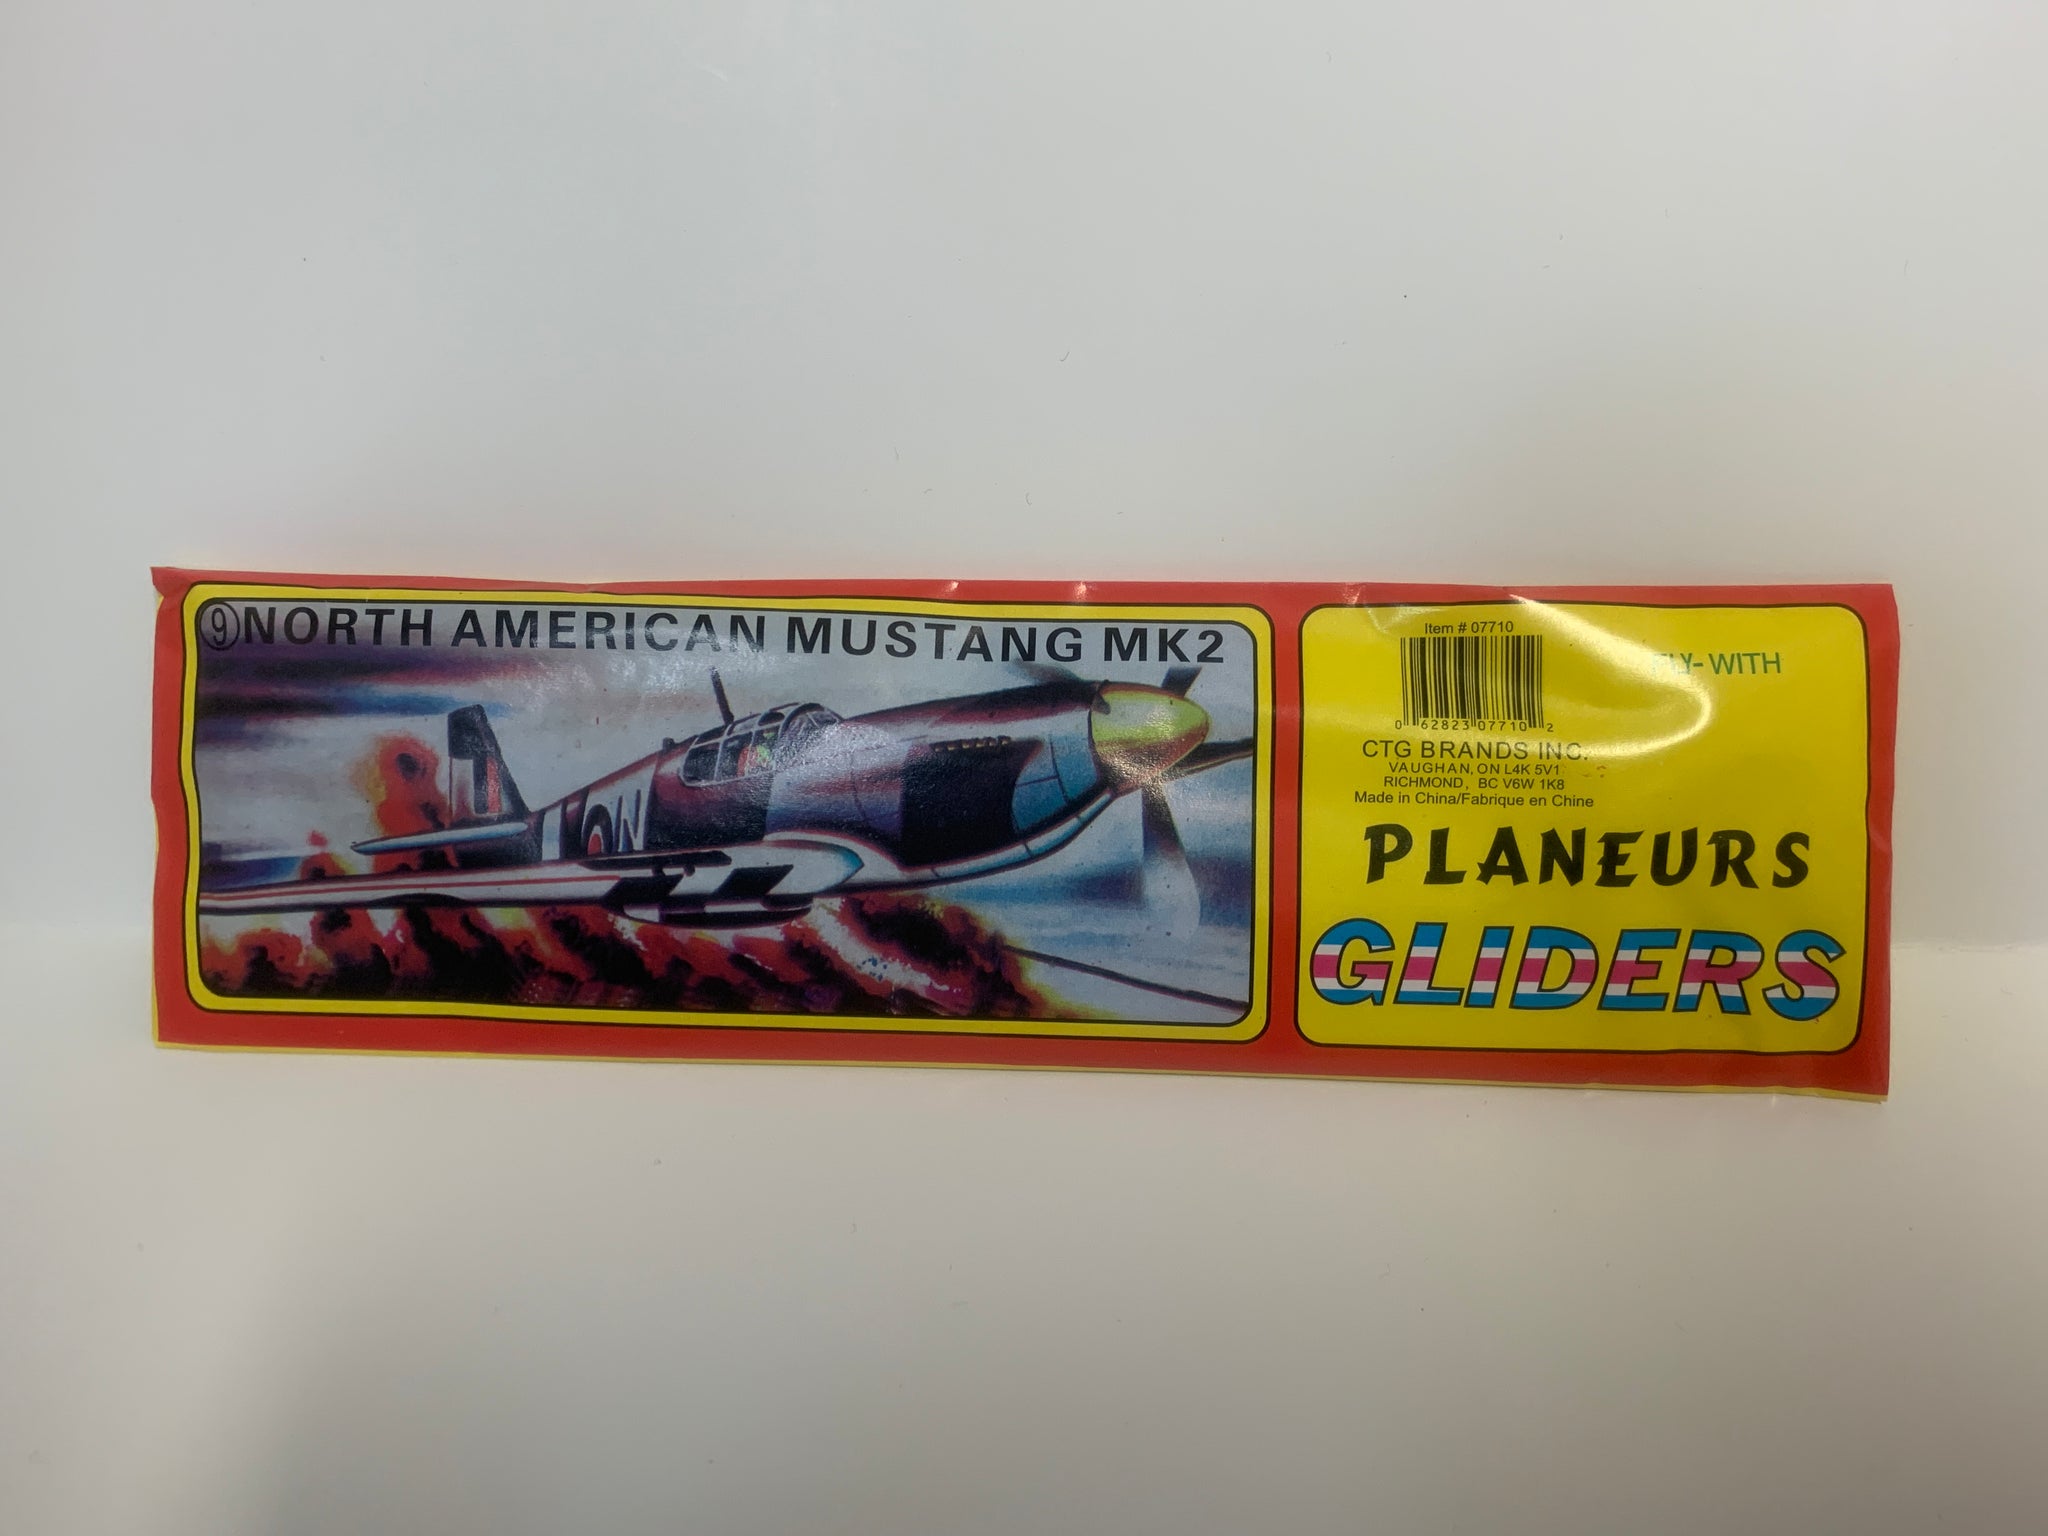 ⑨NORTH AMERICAN MUSTANG MK2
N
Item # 07710
FLY-WITH
0 62823 07710 2
CTG BRANDS INC.
VAUGHAN, ON L4K 5V1
RICHMOND, BC V6W 1K8
Made in China/Fabrique en Chine
PLANEURS
GLIDERS